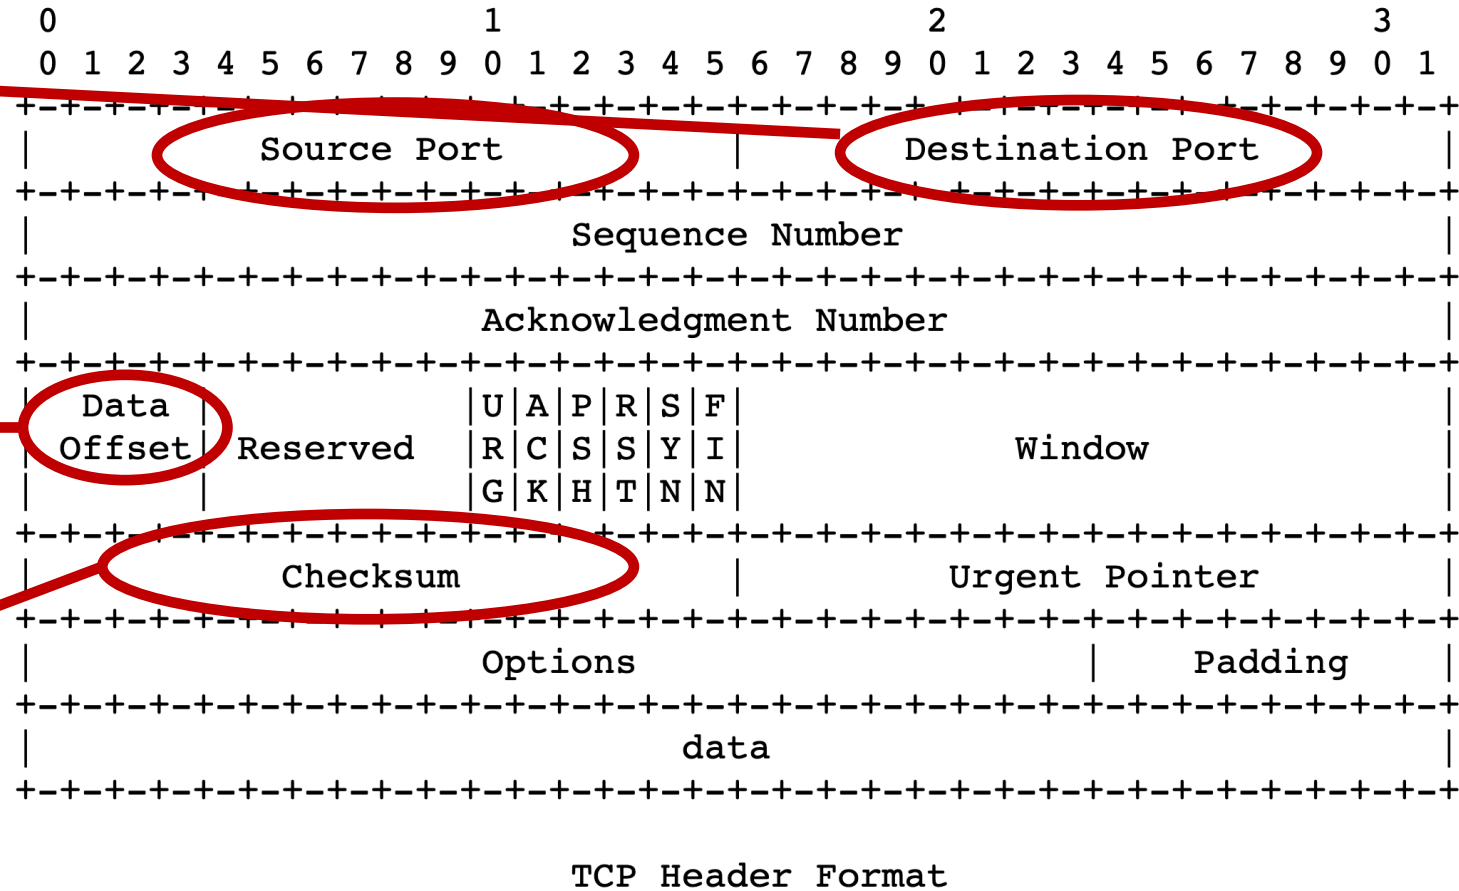 0                   1                   2                   3
0 1 2 3 4 5 6 7 8 9 0 1 2 3 4 5 6 7 8 9 0 1 2 3 4 5 6 7 8 9 0 1
+-+-+-+-+-+-+-+-+-+-+-+-+-+-+-+-+-+-+-+-+-+-+-+-+-+-+-+-+-+-+-+-+
| Source Port | Destination Port |
+-+-+-+-+-+-+-+-+-+-+-+-+-+-+-+-+-+-+-+-+-+-+-+-+-+-+-+-+-+-+-+-+
| Sequence Number |
+-+-+-+-+-+-+-+-+-+-+-+-+-+-+-+-+-+-+-+-+-+-+-+-+-+-+-+-+-+-+-+-+
| Acknowledgment Number |
+-+-+-+-+-+-+-+-+-+-+-+-+-+-+-+-+-+-+-+-+-+-+-+-+-+-+-+-+-+-+-+-+
| Data | |U|A|P|R|S|F| |
| Offset| Reserved |R|C|S|S|Y|I| Window |
| | |G|K|H|T|N|N| |
+-+-+-+-+-+-+-+-+-+-+-+-+-+-+-+-+-+-+-+-+-+-+-+-+-+-+-+-+-+-+-+-+
| Checksum | Urgent Pointer |
+-+-+-+-+-+-+-+-+-+-+-+-+-+-+-+-+-+-+-+-+-+-+-+-+-+-+-+-+-+-+-+-+
| Options | Padding |
+-+-+-+-+-+-+-+-+-+-+-+-+-+-+-+-+-+-+-+-+-+-+-+-+-+-+-+-+-+-+-+-+
| data |
+-+-+-+-+-+-+-+-+-+-+-+-+-+-+-+-+-+-+-+-+-+-+-+-+-+-+-+-+-+-+-+-+
TCP Header Format